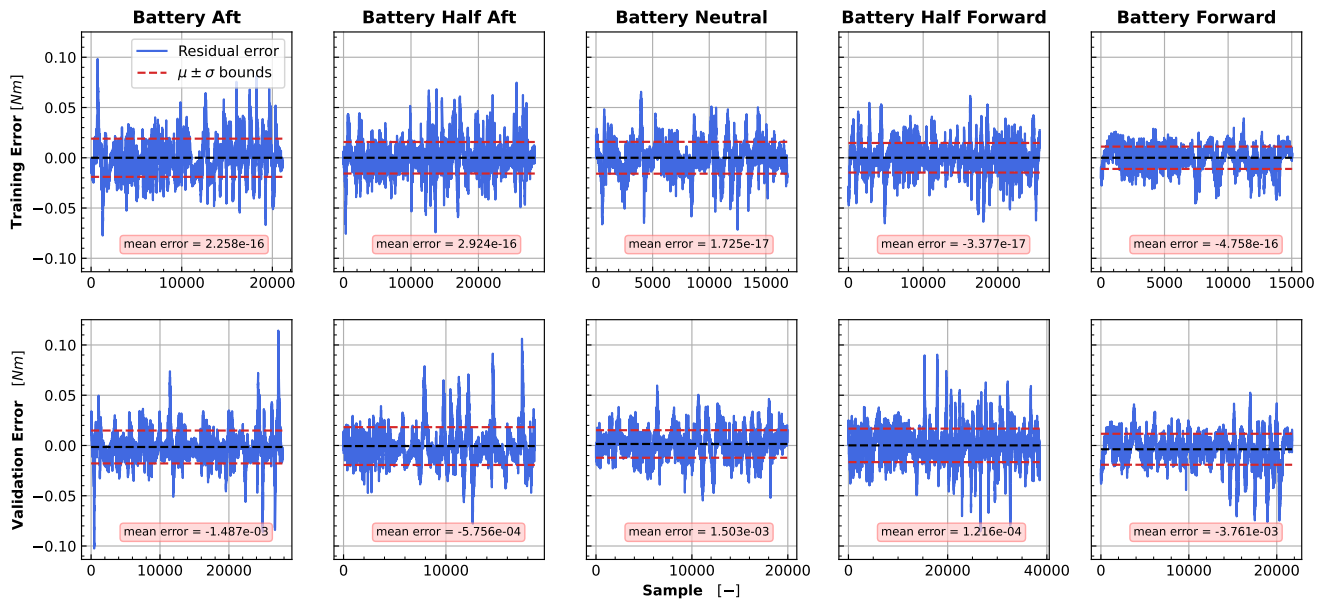 Battery Aft
Battery Half Aft
Battery Neutral
Battery Half Forward
Battery Forward
Training Error [Nm]
0.10
0.05
0.00
−0.05
−0.10
Residual error
μ ± σ bounds
mean error = 2.258e-16
mean error = 2.924e-16
mean error = 1.725e-17
mean error = -3.377e-17
mean error = -4.758e-16
0 10000 20000
0 10000 20000
0 5000 10000 15000
0 10000 20000
0 5000 10000 15000
Validation Error [Nm]
0.10
0.05
0.00
−0.05
−0.10
mean error = -1.487e-03
mean error = -5.756e-04
mean error = 1.503e-03
mean error = 1.216e-04
mean error = -3.761e-03
0 10000 20000
0 10000
0 10000 20000
0 20000 40000
0 10000 20000
Sample [−]